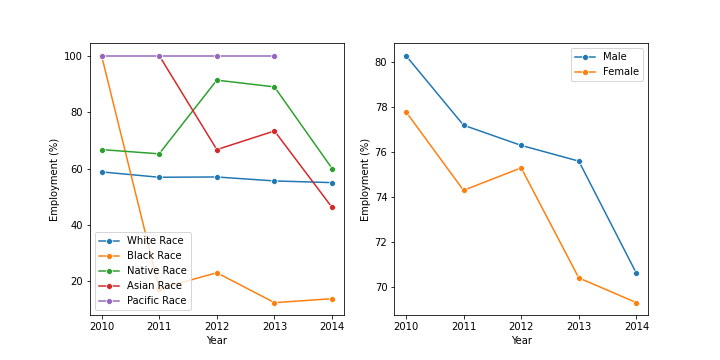 100
80
60
40
20
Employment (%)
2010 2011 2012 2013 2014
Year
White Race
Black Race
Native Race
Asian Race
Pacific Race
80
78
76
74
72
70
Employment (%)
2010 2011 2012 2013 2014
Year
Male
Female